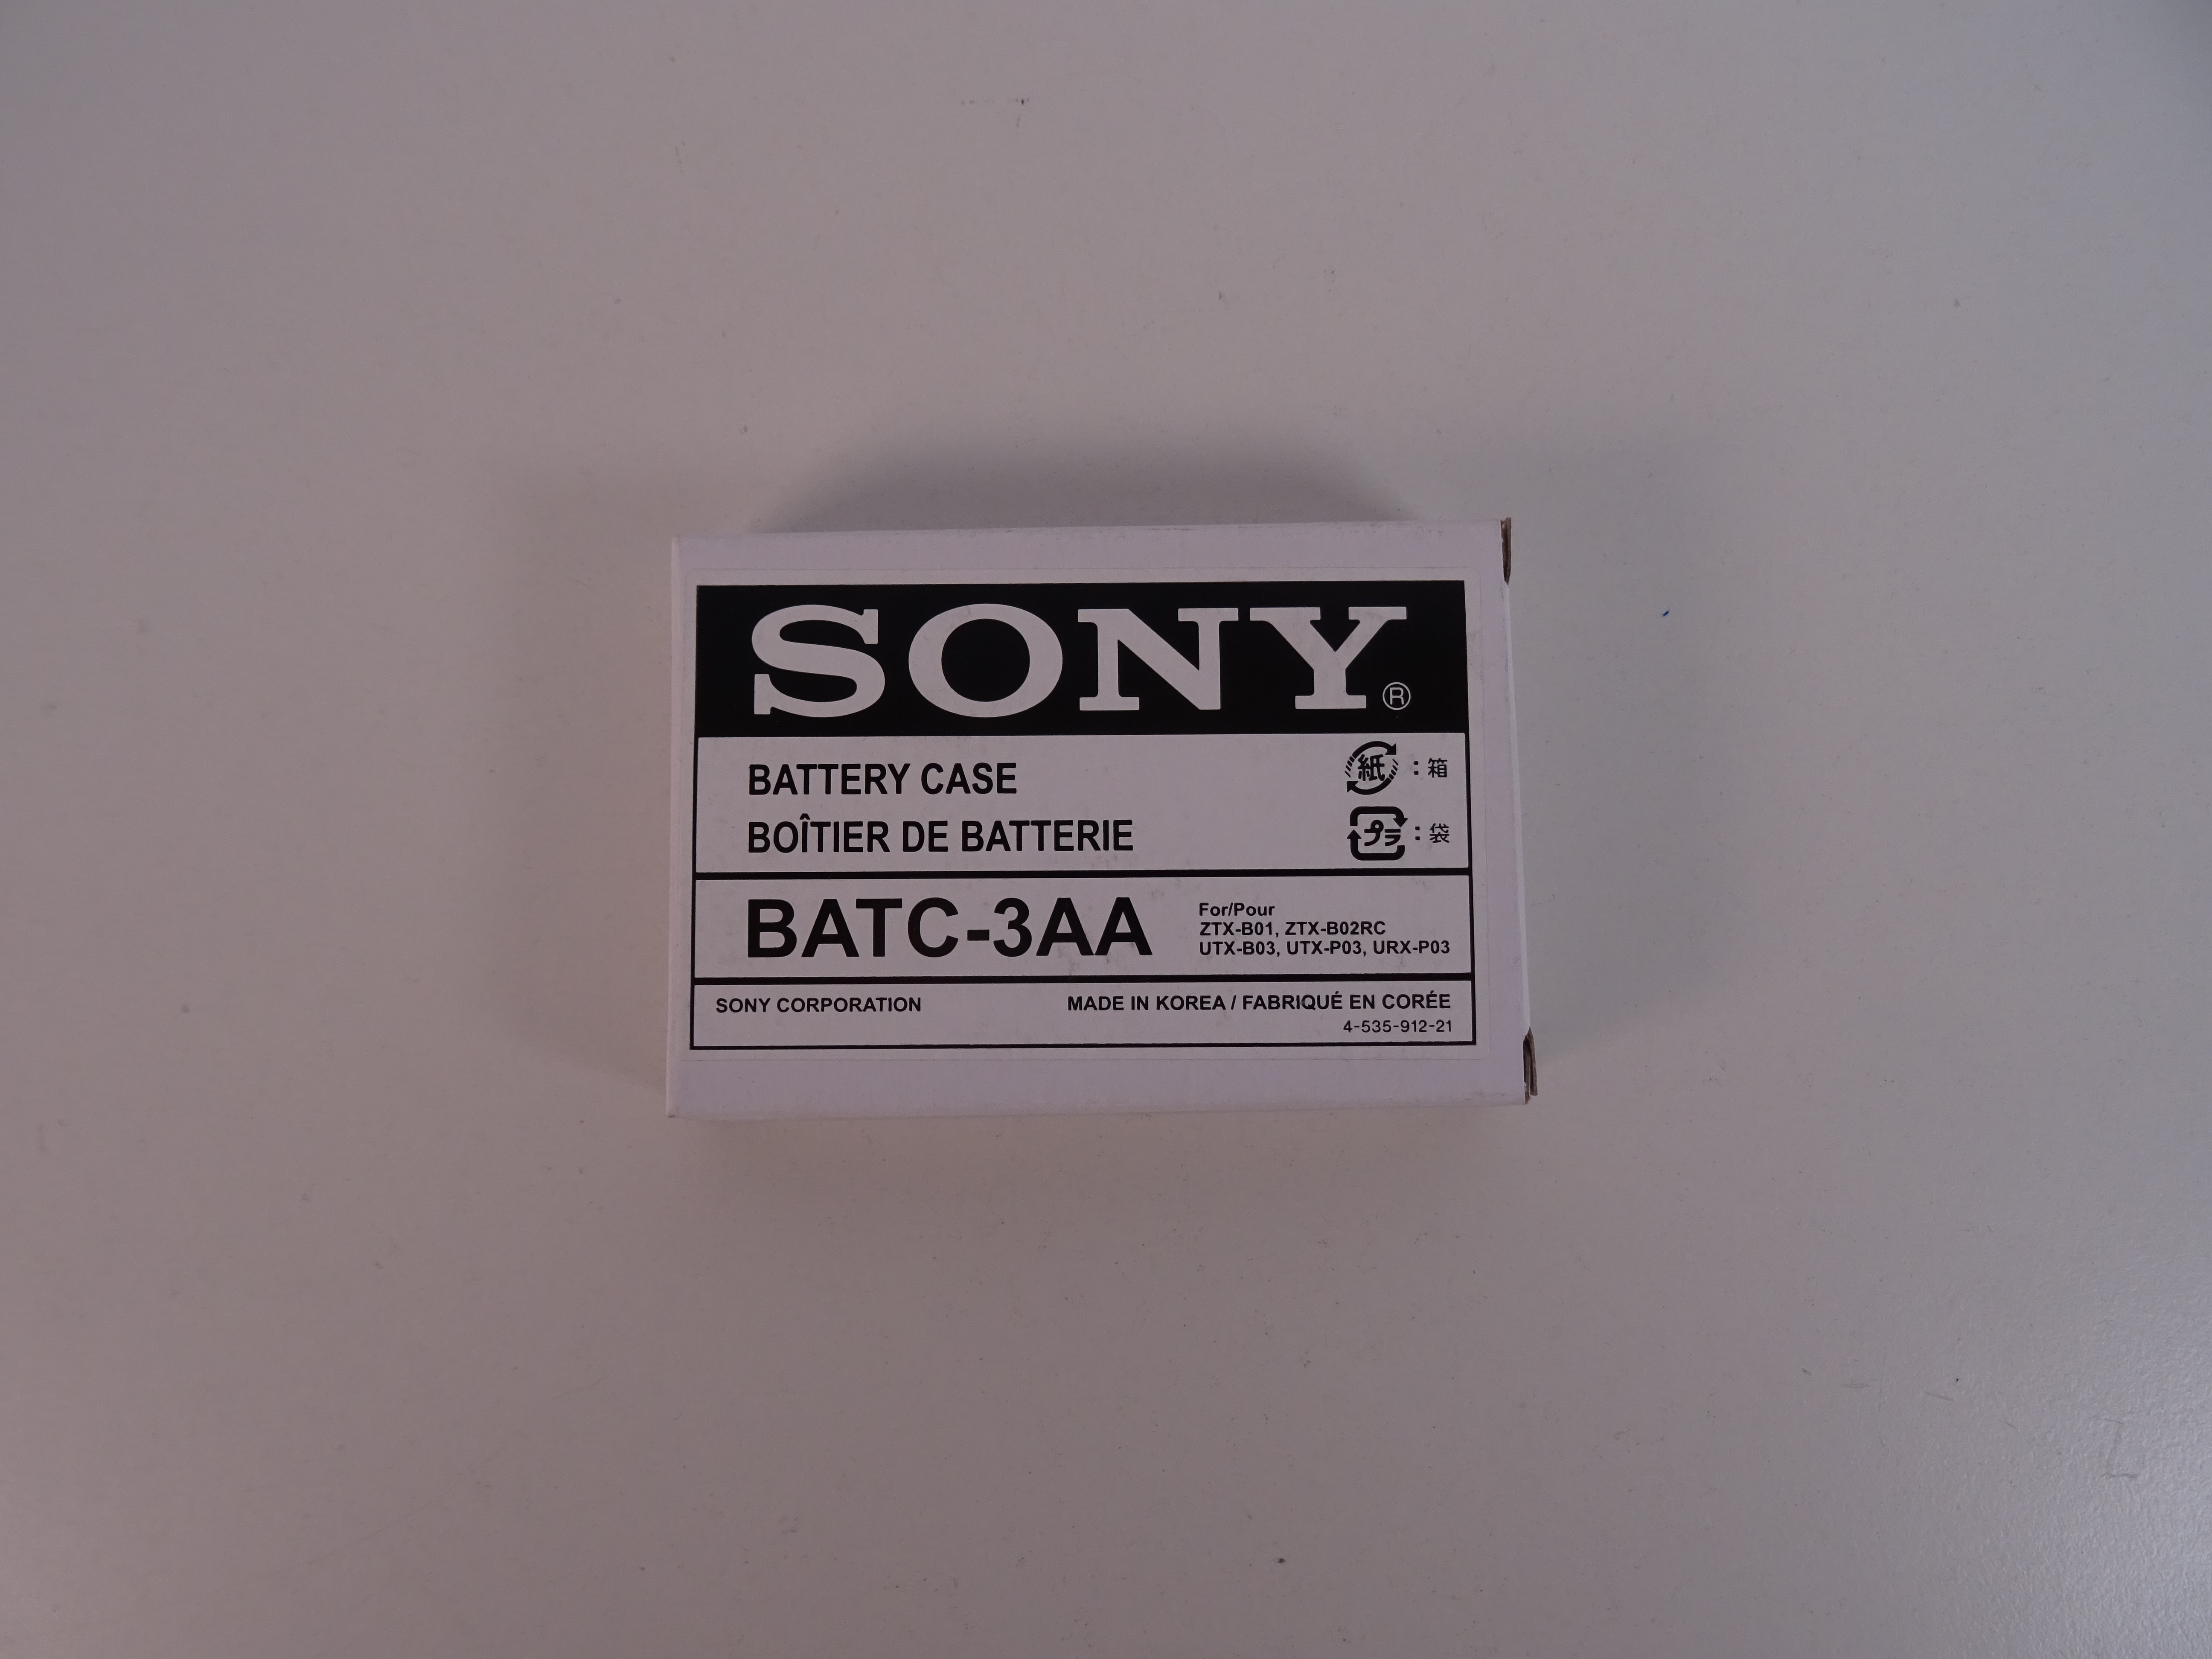 SONY®
BATTERY CASE
紙 : 箱
BOÎTIER DE BATTERIE
プラ : 袋
BATC-3AA
For/Pour
ZTX-B01, ZTX-B02RC
UTX-B03, UTX-P03, URX-P03
SONY CORPORATION
MADE IN KOREA / FABRIQUÉ EN CORÉE
4-535-912-21